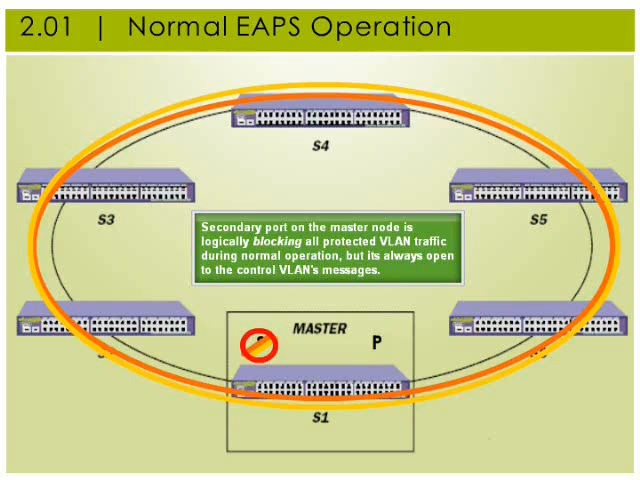 2.01 | Normal EAPS Operation
S4
S3
S5
Secondary port on the master node is
logically blocking all protected VLAN traffic
during normal operation, but its always open
to the control VLAN's messages.
MASTER
P
S1